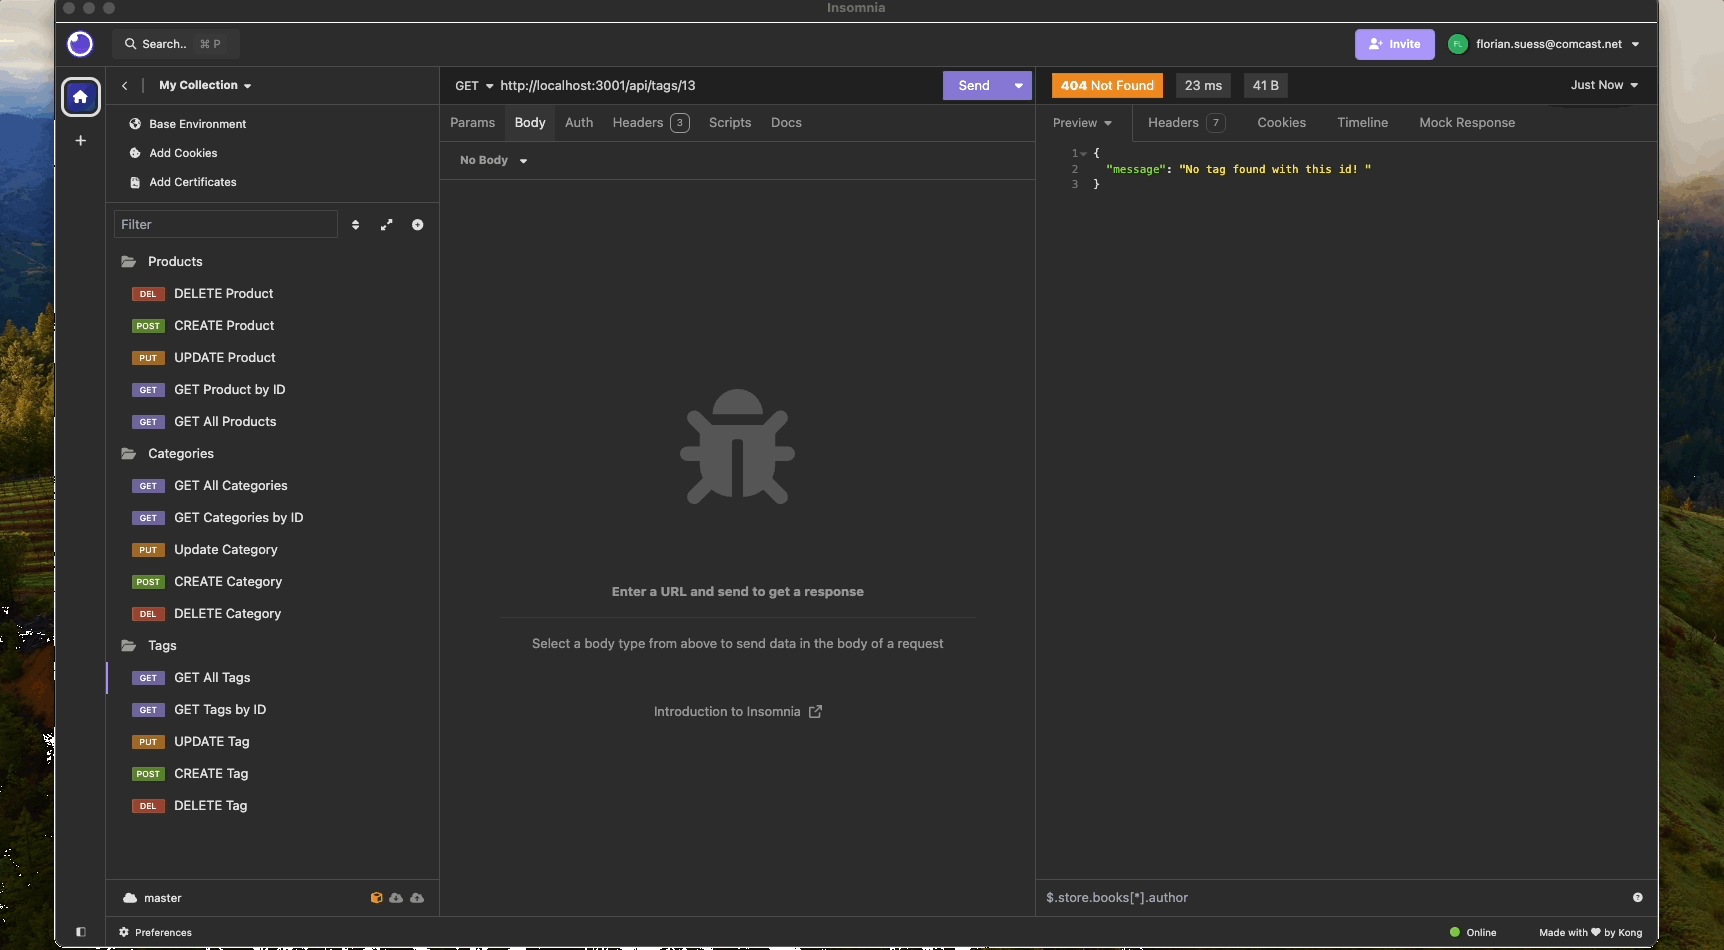 Insomnia
Search.. ⌘ P
Invite
FL florian.suess@comcast.net
My Collection
GET http://localhost:3001/api/tags/13
Send
404 Not Found 23 ms 41 B
Just Now
Base Environment
Add Cookies
Add Certificates
Params Body Auth Headers 3 Scripts Docs
Preview Headers 7 Cookies Timeline Mock Response
No Body
1 {
2 "message": "No tag found with this id! "
3 }
Filter
Products
DEL DELETE Product
POST CREATE Product
PUT UPDATE Product
GET GET Product by ID
GET GET All Products
Categories
GET GET All Categories
GET GET Categories by ID
PUT Update Category
POST CREATE Category
DEL DELETE Category
Tags
GET GET All Tags
GET GET Tags by ID
PUT UPDATE Tag
POST CREATE Tag
DEL DELETE Tag
Enter a URL and send to get a response
Select a body type from above to send data in the body of a request
Introduction to Insomnia
master
$.store.books[*].author
Preferences
Online
Made with ♥ by Kong